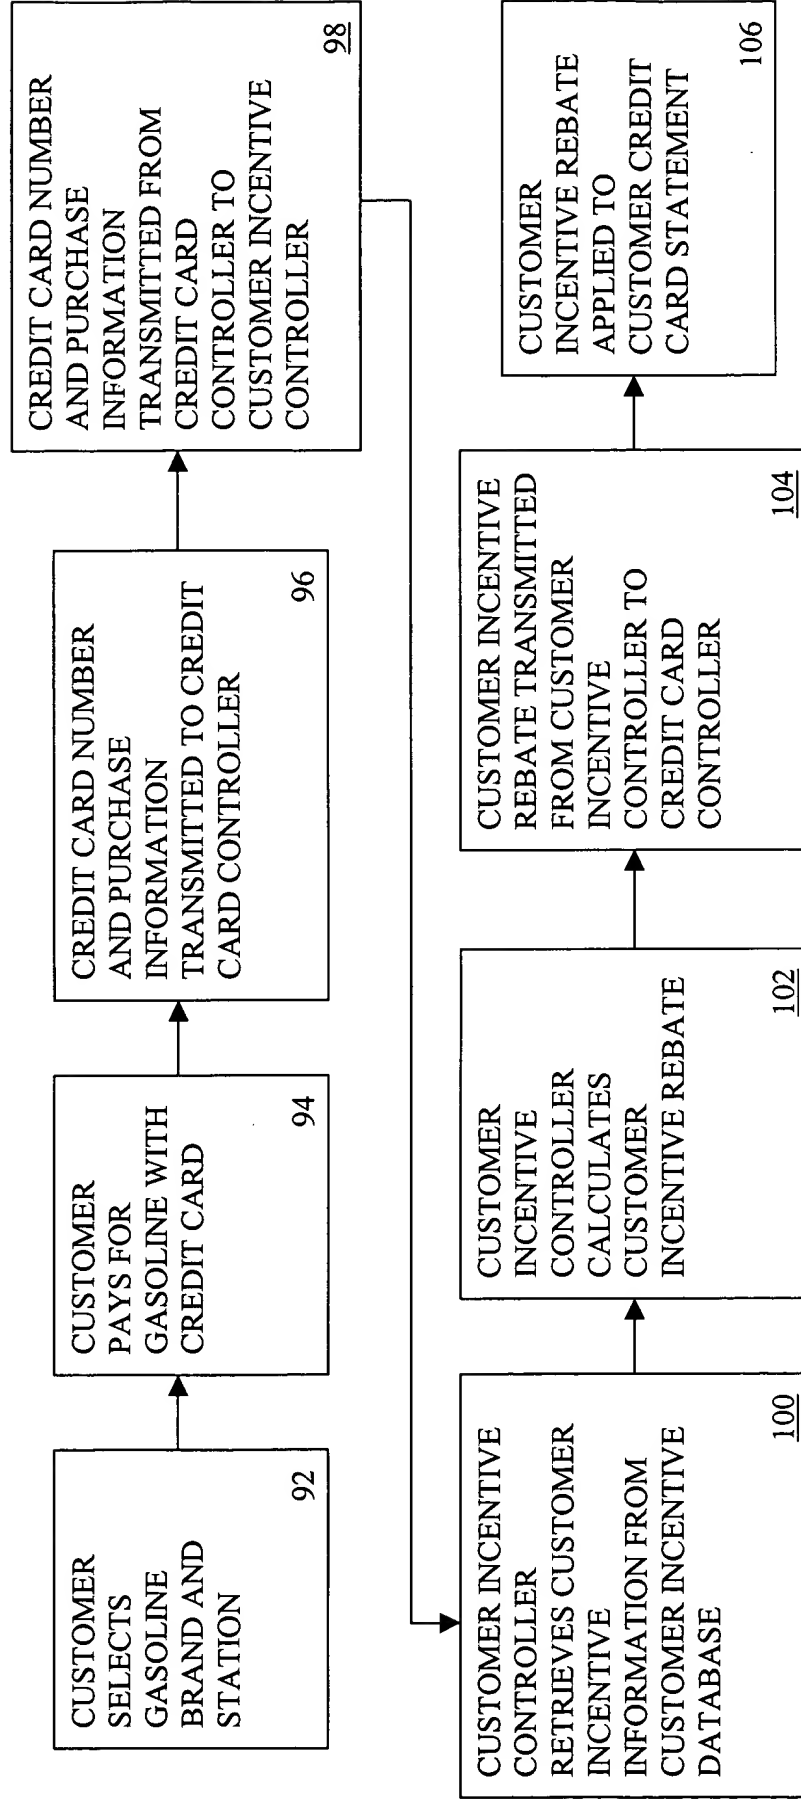 CUSTOMER
SELECTS
GASOLINE
BRAND AND
STATION
92
CUSTOMER
PAYS FOR
GASOLINE WITH
CREDIT CARD
94
CREDIT CARD NUMBER
AND PURCHASE
INFORMATION
TRANSMITTED TO CREDIT
CARD CONTROLLER
96
CREDIT CARD NUMBER
AND PURCHASE
INFORMATION
TRANSMITTED FROM
CREDIT CARD
CONTROLLER TO
CUSTOMER INCENTIVE
CONTROLLER
98
CUSTOMER INCENTIVE
CONTROLLER
RETRIEVES CUSTOMER
INCENTIVE
INFORMATION FROM
CUSTOMER INCENTIVE
DATABASE
100
CUSTOMER
INCENTIVE
CONTROLLER
CALCULATES
CUSTOMER
INCENTIVE REBATE
102
CUSTOMER INCENTIVE
REBATE TRANSMITTED
FROM CUSTOMER
INCENTIVE
CONTROLLER TO
CREDIT CARD
CONTROLLER
104
CUSTOMER
INCENTIVE REBATE
APPLIED TO
CUSTOMER CREDIT
CARD STATEMENT
106